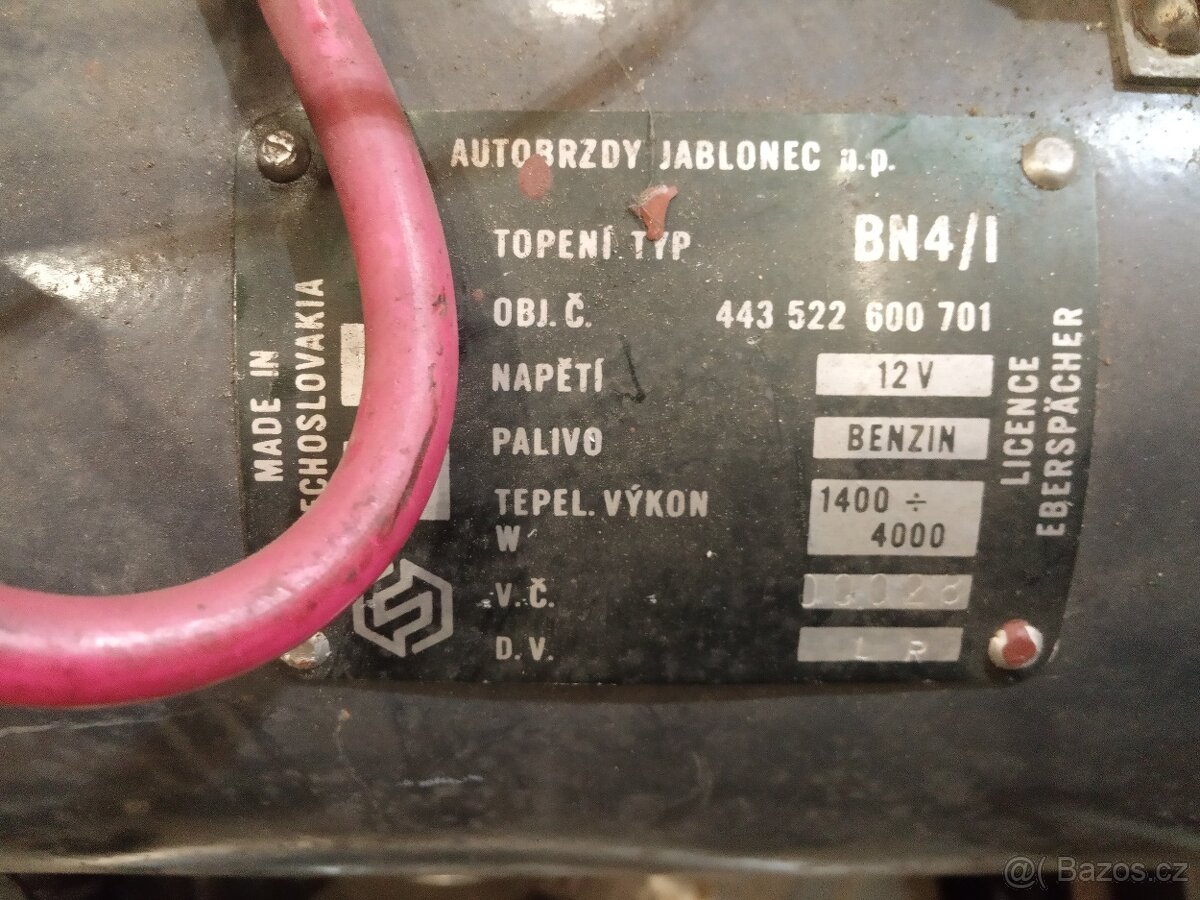 AUTOBRZDY JABLONEC n.p.
TOPENÍ TYP BN4/I
OBJ. Č. 443 522 600 701
NAPĚTÍ 12 V
PALIVO BENZIN
TEPEL. VÝKON 1400 ÷
W 4000
V. Č.
D. V. L R
MADE IN
ECHOSLOVAKIA
LICENCE
EBERSPÄCHER
@( Bazos.cz